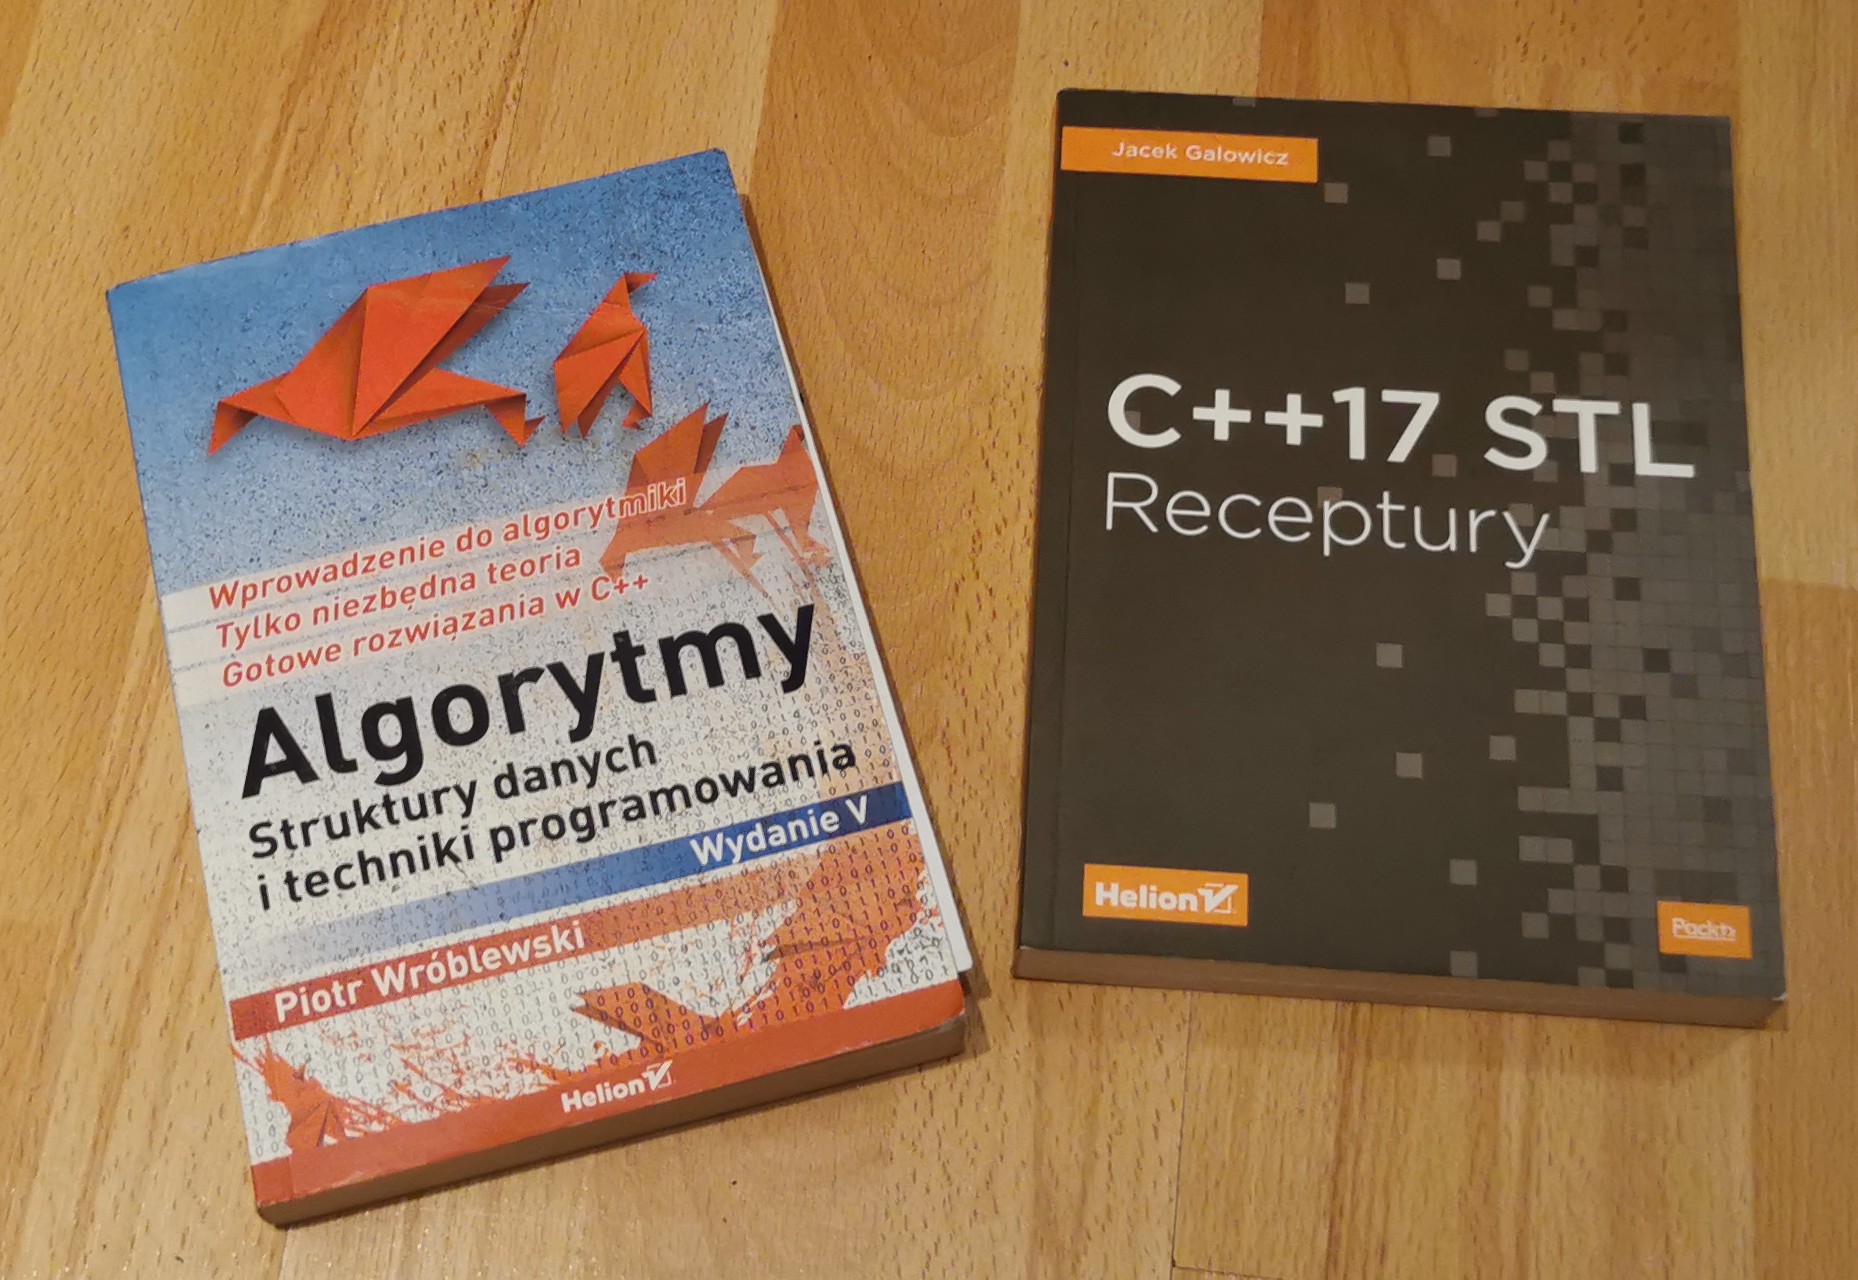 Wprowadzenie do algorytmiki
Tylko niezbędna teoria
Gotowe rozwiązania w C++
Algorytmy
Struktury danych
i techniki programowania
Wydanie V
Piotr Wróblewski
Helion
Jacek Galowicz
C++17 STL
Receptury
Helion
Packt